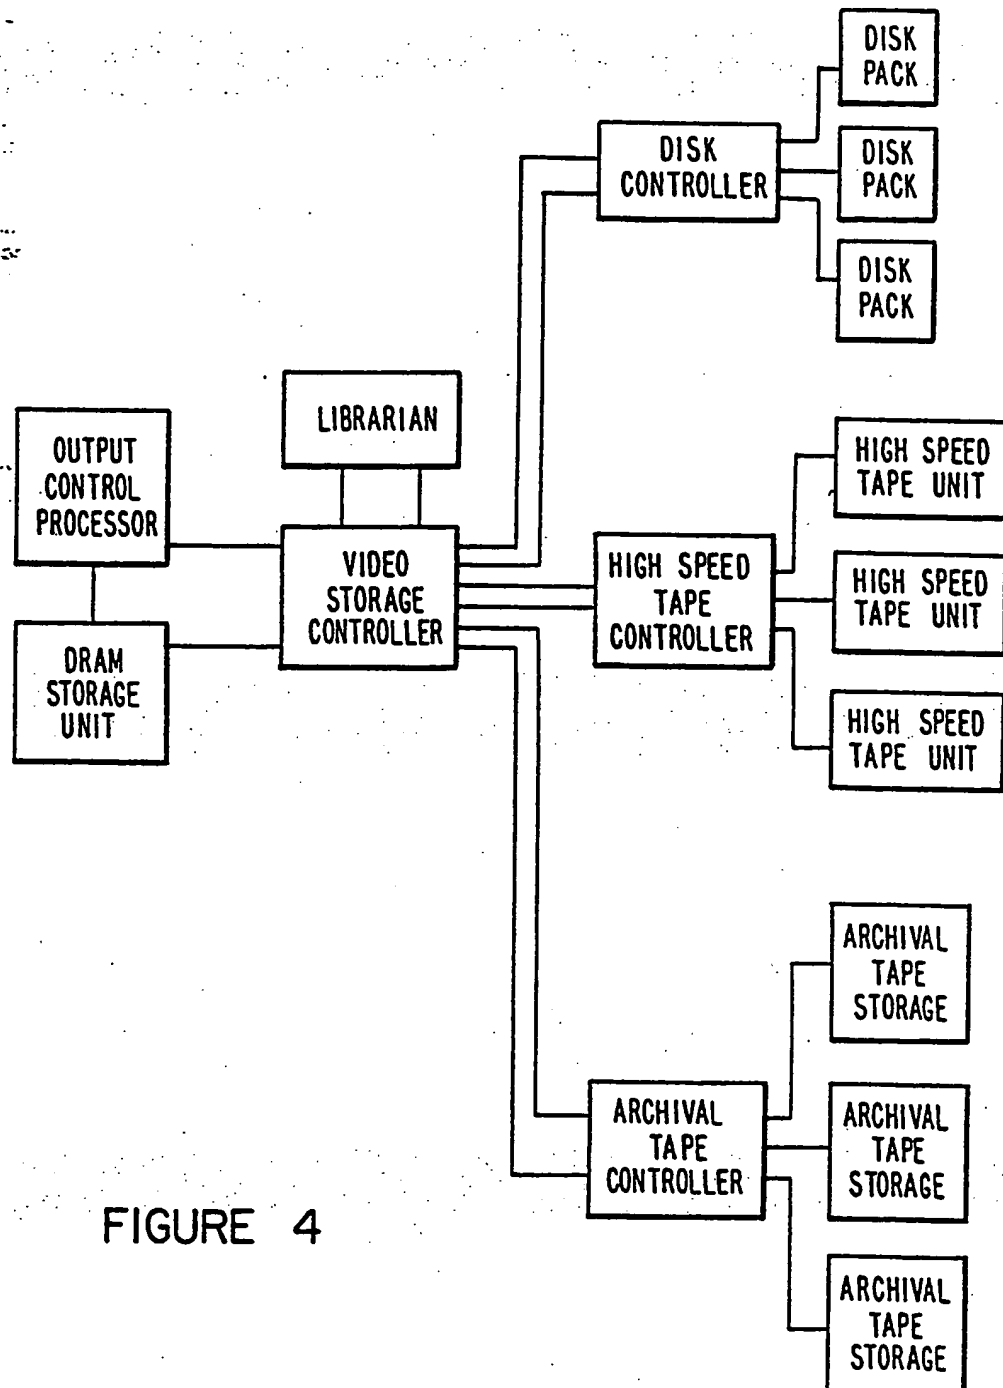 DISK
PACK
DISK
CONTROLLER
DISK
PACK
DISK
PACK
LIBRARIAN
OUTPUT
CONTROL
PROCESSOR
HIGH SPEED
TAPE UNIT
VIDEO
STORAGE
CONTROLLER
HIGH SPEED
TAPE
CONTROLLER
HIGH SPEED
TAPE UNIT
DRAM
STORAGE
UNIT
HIGH SPEED
TAPE UNIT
ARCHIVAL
TAPE
STORAGE
ARCHIVAL
TAPE
CONTROLLER
ARCHIVAL
TAPE
STORAGE
FIGURE 4
ARCHIVAL
TAPE
STORAGE